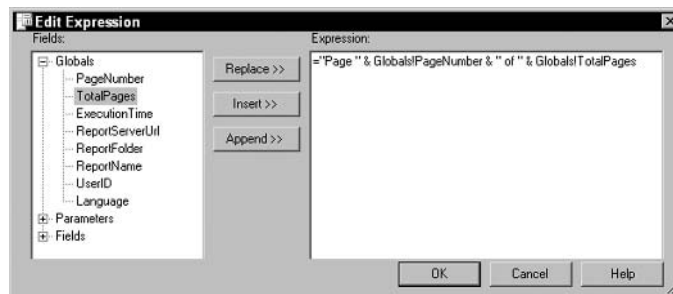 Edit Expression
Fields:
Expression:
Globals
PageNumber
TotalPages
ExecutionTime
ReportServerUrl
ReportFolder
ReportName
UserID
Language
Parameters
Fields
Replace >>
Insert >>
Append >>
="Page " & Globals!PageNumber & " of " & Globals!TotalPages
OK
Cancel
Help